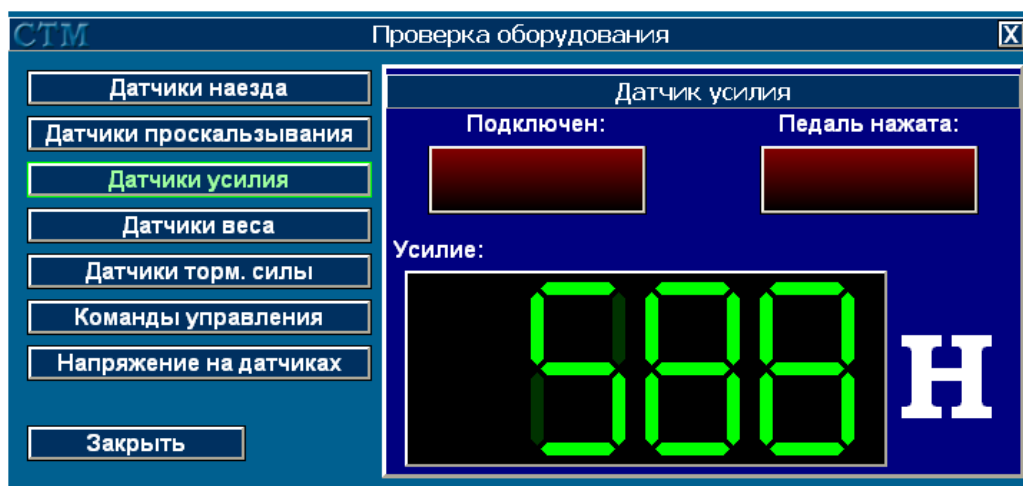 СТМ
Проверка оборудования
X
Датчики наезда
Датчики проскальзывания
Датчики усилия
Датчики веса
Датчики торм. силы
Команды управления
Напряжение на датчиках
Закрыть
Датчик усилия
Подключен:
Педаль нажата:
Усилие:
588
Н